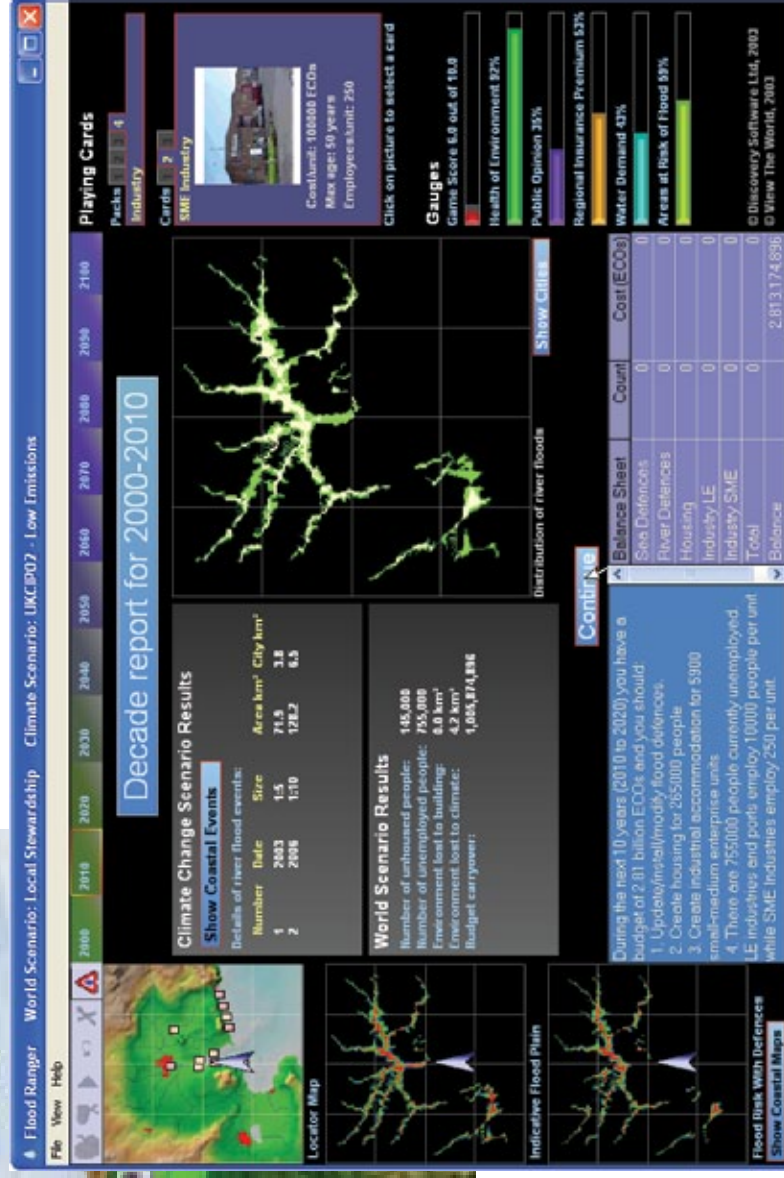 Flood Ranger World Scenario: Local Stewardship Climate Scenario: UKCIP02 - Low Emissions
File View Help
2000 2010 2020 2030 2040 2050 2060 2070 2080 2090 2100
Locator Map
Indicative Flood Plain
Flood Risk With Defences
Show Coastal Maps
Decade report for 2000-2010
Climate Change Scenario Results
Show Coastal Events
Details of river flood events:
Number Date Size Area km² City km²
1 2003 1:5 71.9 3.8
2 2006 1:10 128.2 6.5
World Scenario Results
Number of unhoused people: 145,000
Number of unemployed people: 755,000
Environment lost to building: 0.0 km²
Environment lost to climate: 4.2 km²
Budget carryover: 1,005,874,896
Distribution of river floods
Show Cities
Continue
During the next 10 years (2010 to 2020) you have a
budget of 2.81 billion ECOs and you should:
1. Update/install/modify flood defences.
2. Create housing for 265000 people
3. Create industrial accommodation for 5900
small-medium enterprise units
4. There are 755000 people currently unemployed.
LE industries and ports employ 10000 people per unit
while SME Industries employ 250 per unit
Balance Sheet Count Cost (ECOs)
Sea Defences 0 0
River Defences 0 0
Housing 0 0
Industry LE 0 0
Industry SME 0 0
Total 0 0
Balance 2,813,174,896
Playing Cards
Packs 1 2 3 4
Industry
Cards 1 2 3
SME Industry
Cost/unit: 100000 ECOs
Max age: 50 years
Employees/unit: 250
Click on picture to select a card
Gauges
Game Score 6.0 out of 10.0
Health of Environment 92%
Public Opinion 35%
Regional Insurance Premium 53%
Water Demand 43%
Areas at Risk of Flood 59%
© Discovery Software Ltd, 2003
© View The World, 2003